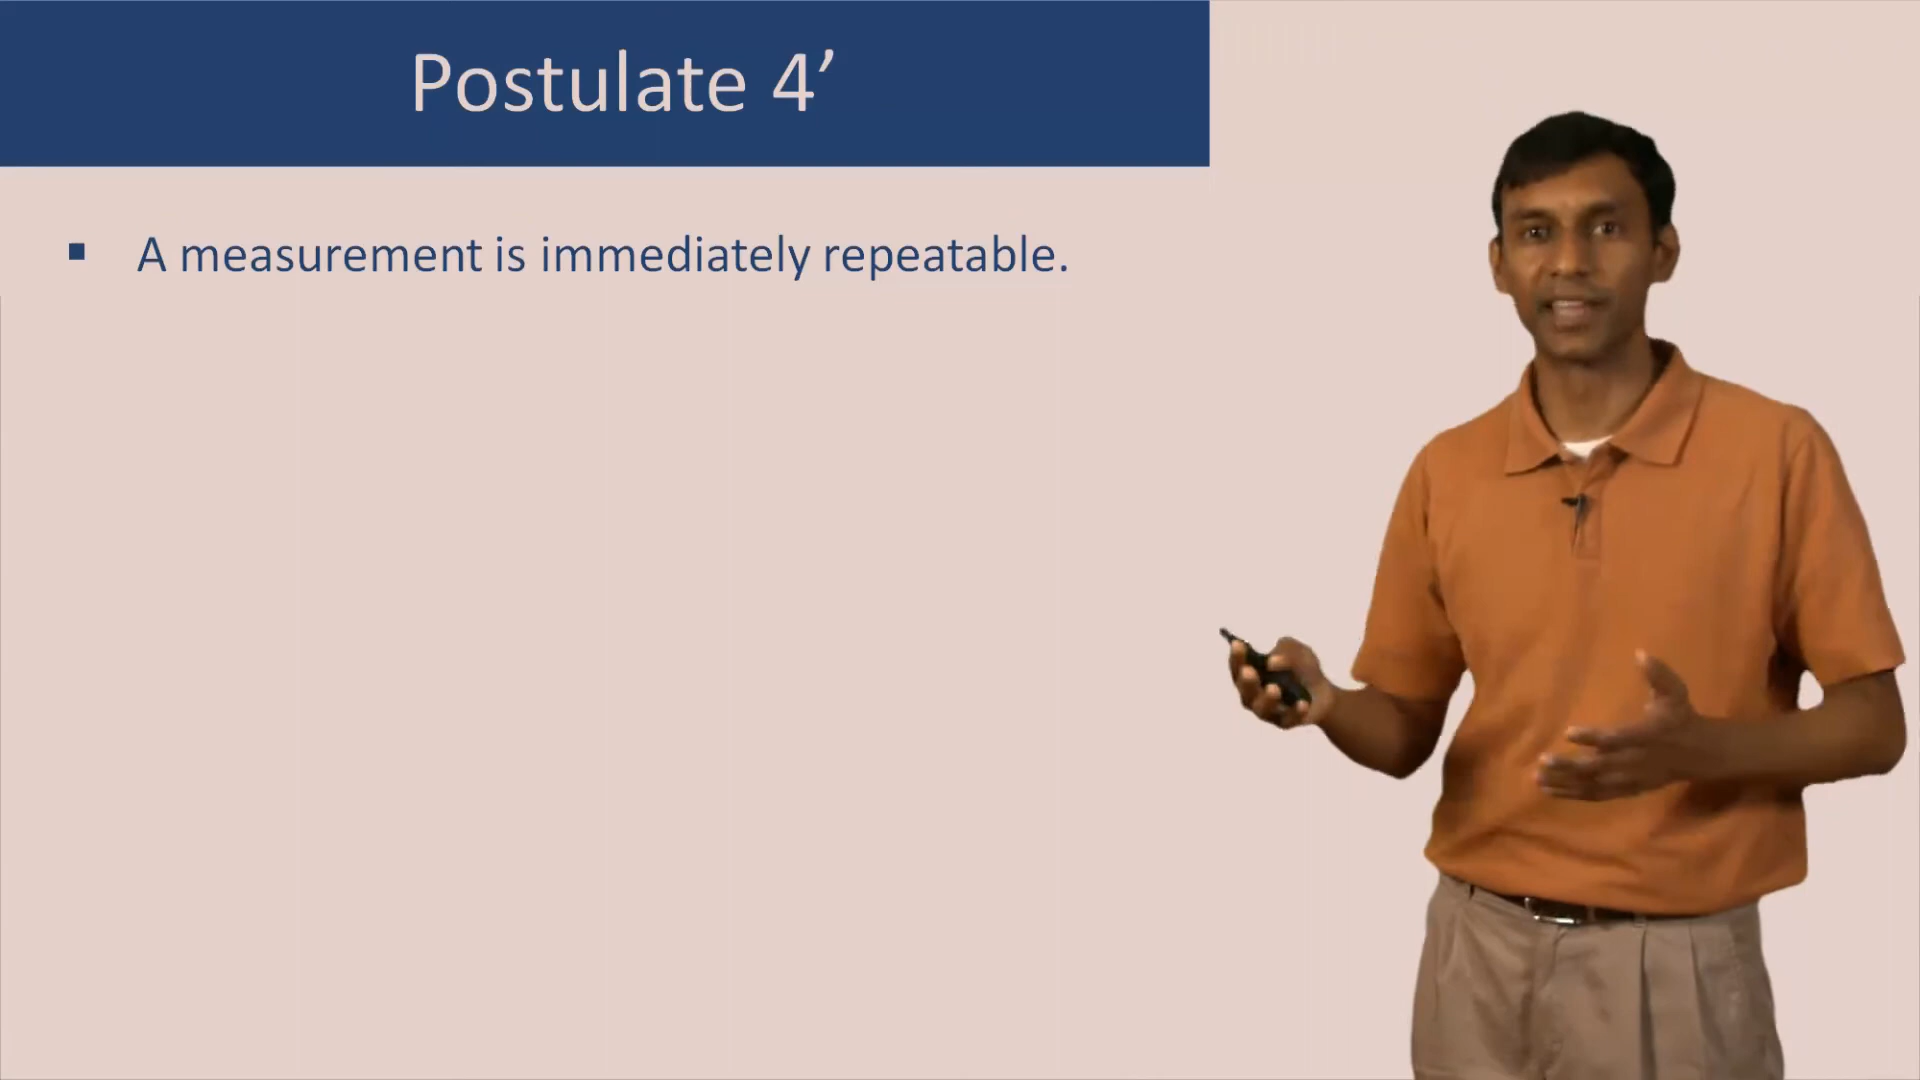 Postulate 4’
▪ A measurement is immediately repeatable.